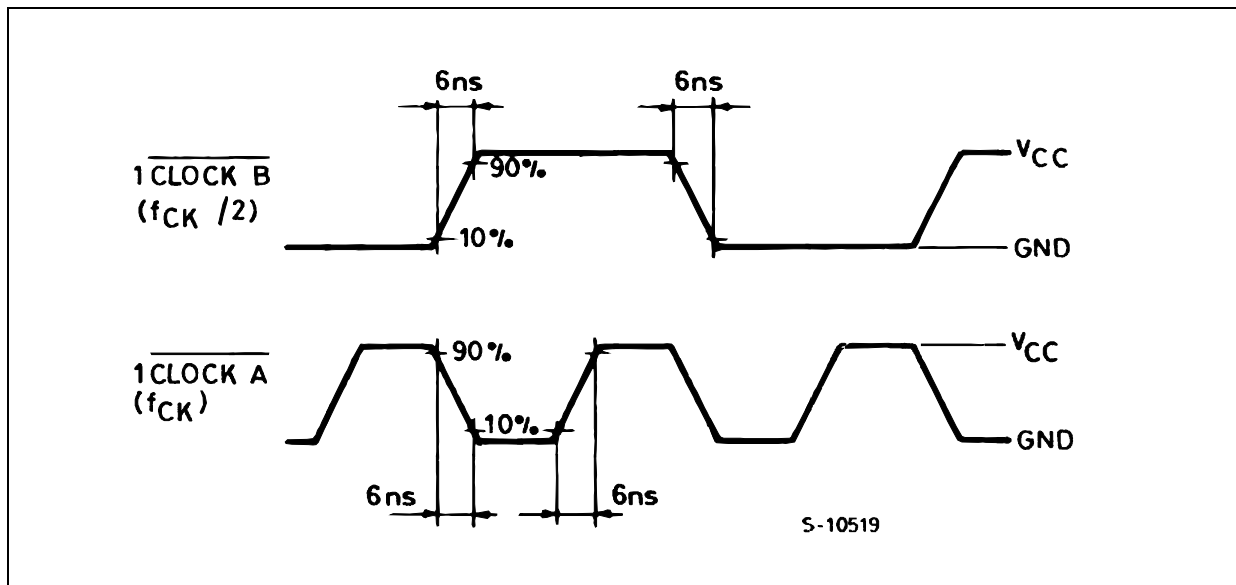 6ns
6ns
1CLOCK B
(fCK /2)
90%
10%
VCC
GND
1CLOCK A
(fCK)
90%
10%
VCC
GND
6ns
6ns
S-10519